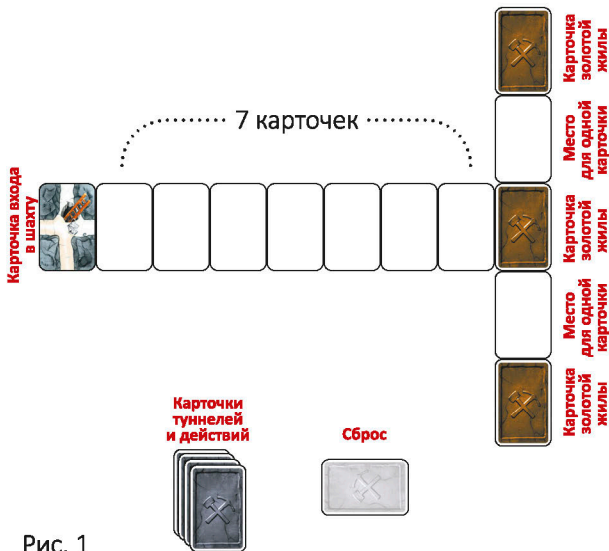 Карточка
золотой
жилы
Место
для одной
карточки
7 карточек
Карточка входа
в шахту
Карточка
золотой
жилы
Место
для одной
карточки
Карточка
золотой
жилы
Карточки
туннелей
и действий
Сброс
Рис. 1